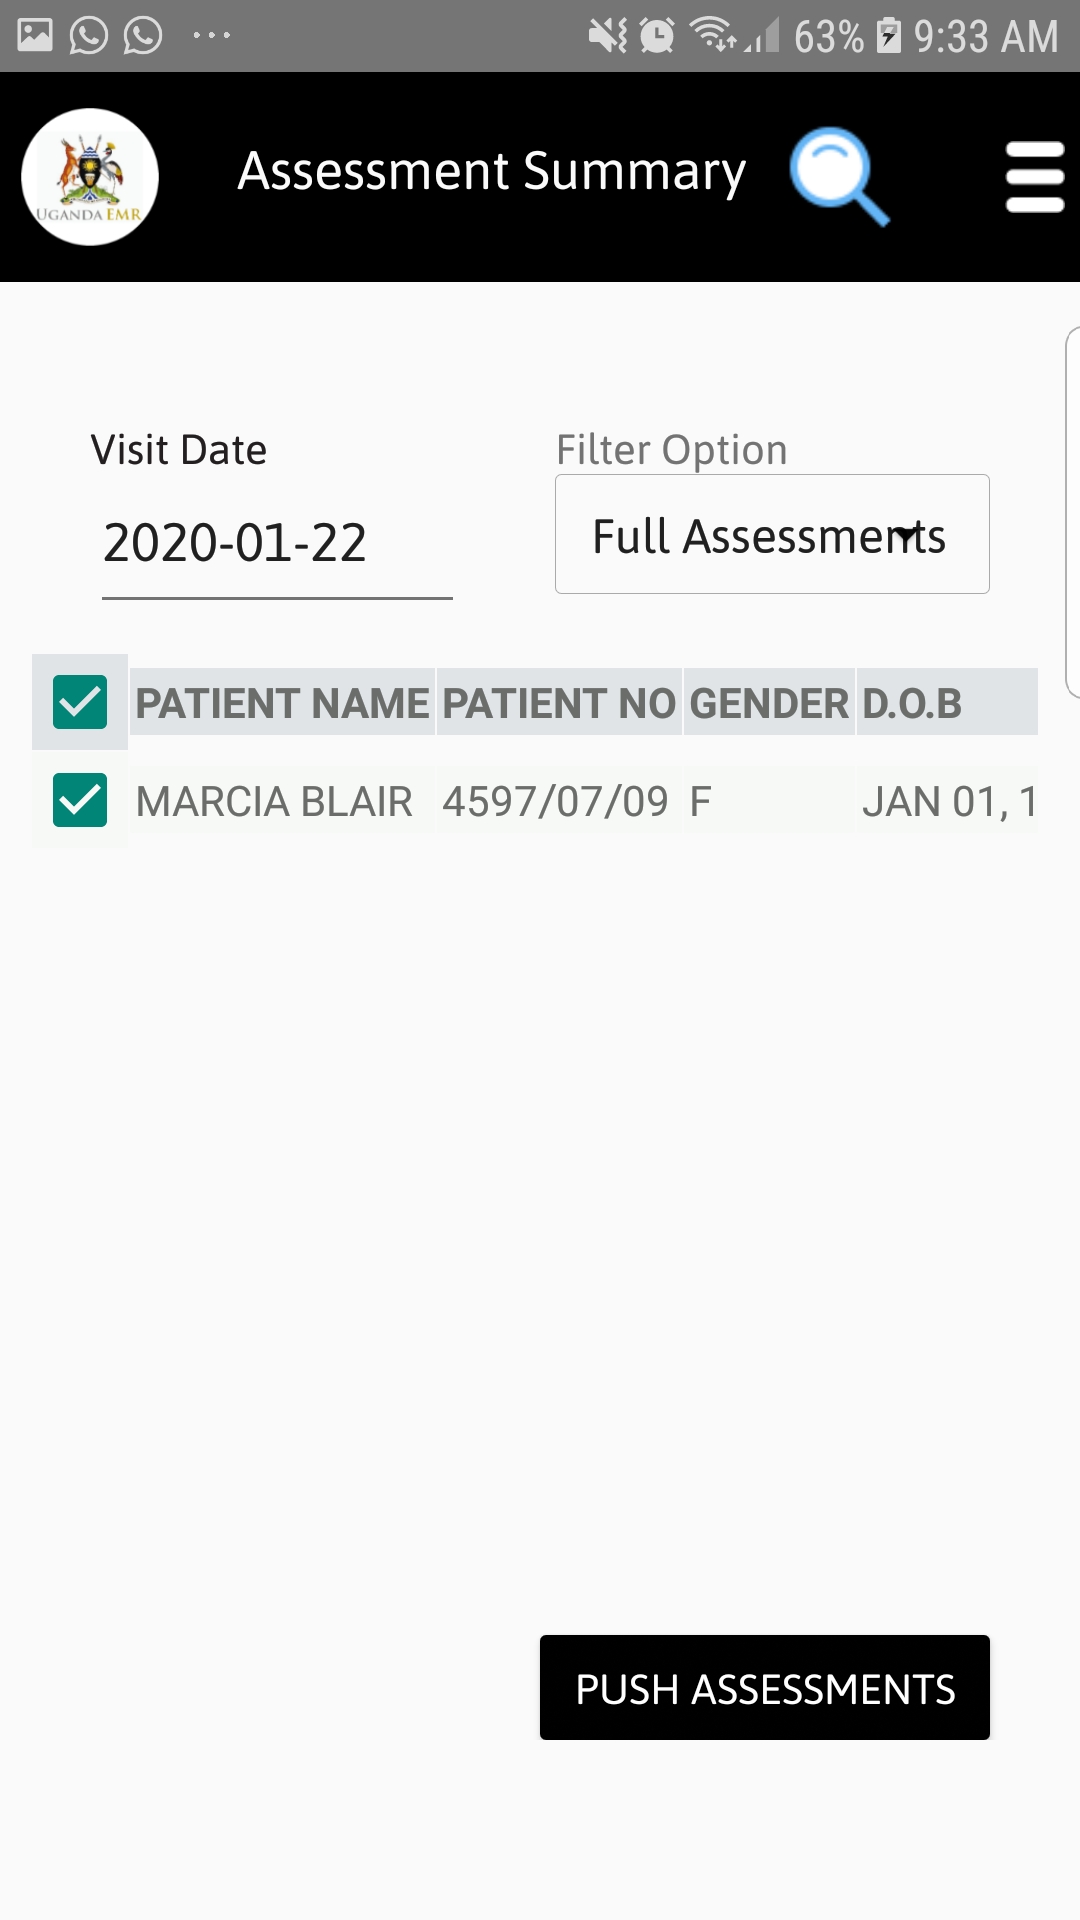 63% 9:33 AM
UGANDA EMR
Assessment Summary
Visit Date
Filter Option
2020-01-22
Full Assessments
PATIENT NAME PATIENT NO GENDER D.O.B
MARCIA BLAIR 4597/07/09 F JAN 01, 1
PUSH ASSESSMENTS